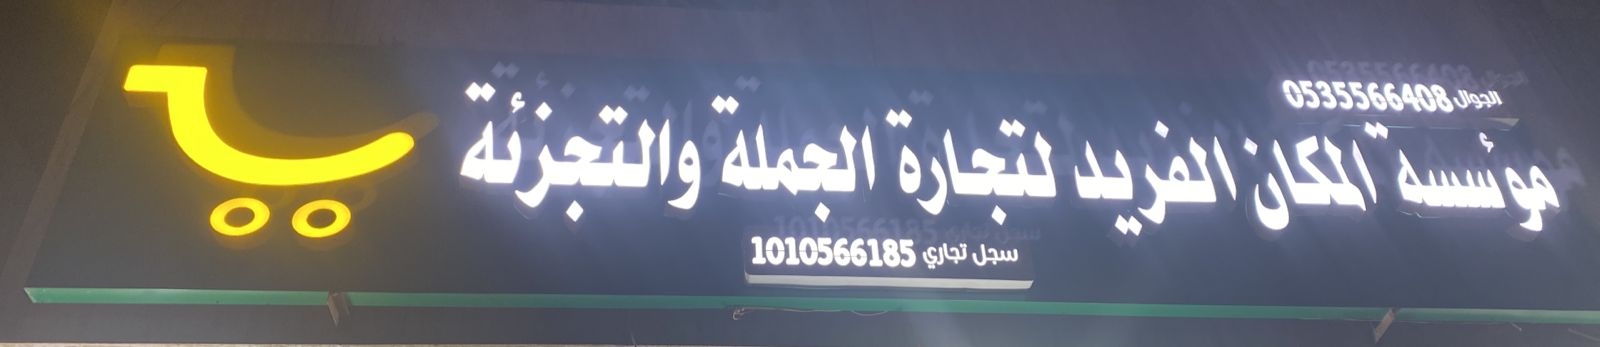 الجوال 0535566408
مؤسسة المكان الفريد لتجارة الجملة والتجزئة
سجل تجاري 1010566185